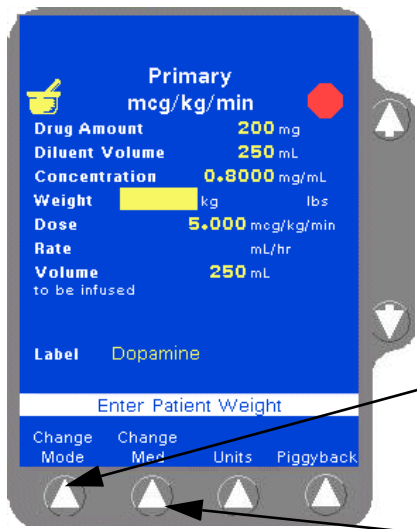 Primary
mcg/kg/min
Drug Amount 200 mg
Diluent Volume 250 mL
Concentration 0.8000 mg/mL
Weight kg lbs
Dose 5.000 mcg/kg/min
Rate mL/hr
Volume 250 mL
to be infused
Label Dopamine
Enter Patient Weight
Change Change
Mode Med Units Piggyback